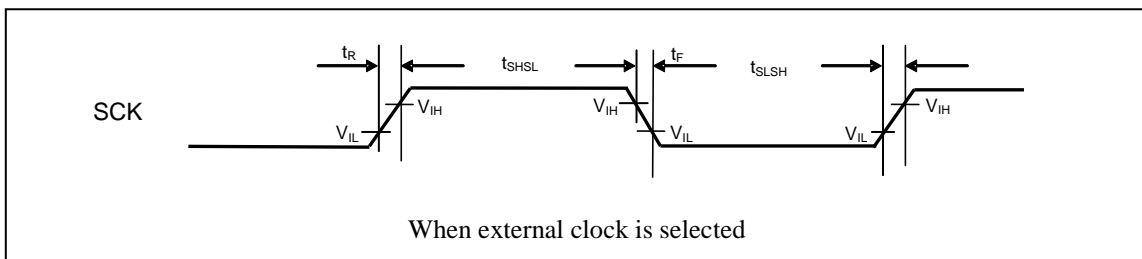 tR tSHSL tF tSLSH
SCK VIH VIH VIH
VIL VIL VIL
When external clock is selected